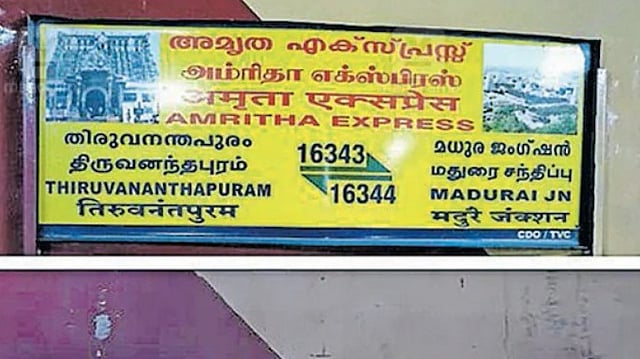 അമൃത എക്സ്പ്രസ്സ്
அம்ரிதா எக்ஸ்பிரஸ்
अमृता एक्सप्रेस
AMRITHA EXPRESS
തിരുവനന്തപുരം
திருவனந்தபுரம்
THIRUVANANTHAPURAM
तिरुवनंतपुरम
16343
16344
മധുര ജംഗ്ഷൻ
மதுரை சந்திப்பு
MADURAI JN
मदुरै जंक्शन
CDO / TVC